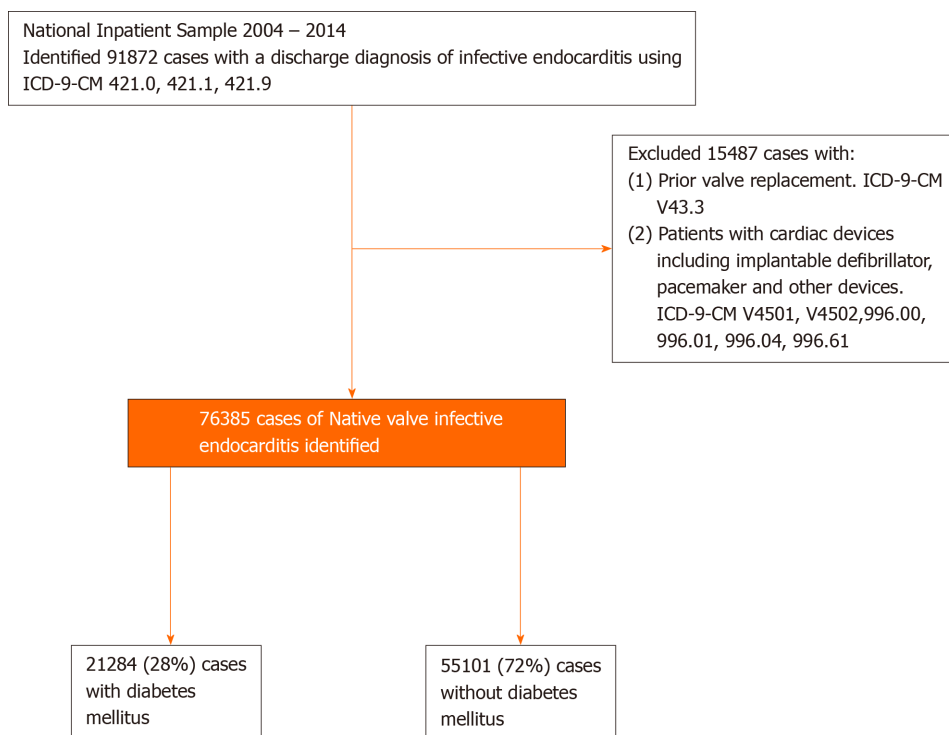 National Inpatient Sample 2004 – 2014
Identified 91872 cases with a discharge diagnosis of infective endocarditis using
ICD-9-CM 421.0, 421.1, 421.9
Excluded 15487 cases with:
(1) Prior valve replacement. ICD-9-CM
V43.3
(2) Patients with cardiac devices
including implantable defibrillator,
pacemaker and other devices.
ICD-9-CM V4501, V4502,996.00,
996.01, 996.04, 996.61
76385 cases of Native valve infective
endocarditis identified
21284 (28%) cases
with diabetes
mellitus
55101 (72%) cases
without diabetes
mellitus